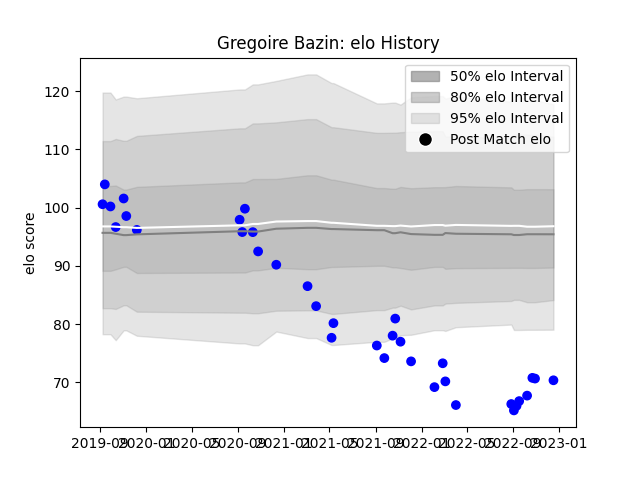 Gregoire Bazin: elo History
50% elo Interval
80% elo Interval
95% elo Interval
Post Match elo
elo score
120
110
100
90
80
70
2019-09 2020-01 2020-05 2020-09 2021-01 2021-05 2021-09 2022-01 2022-05 2022-09 2023-01